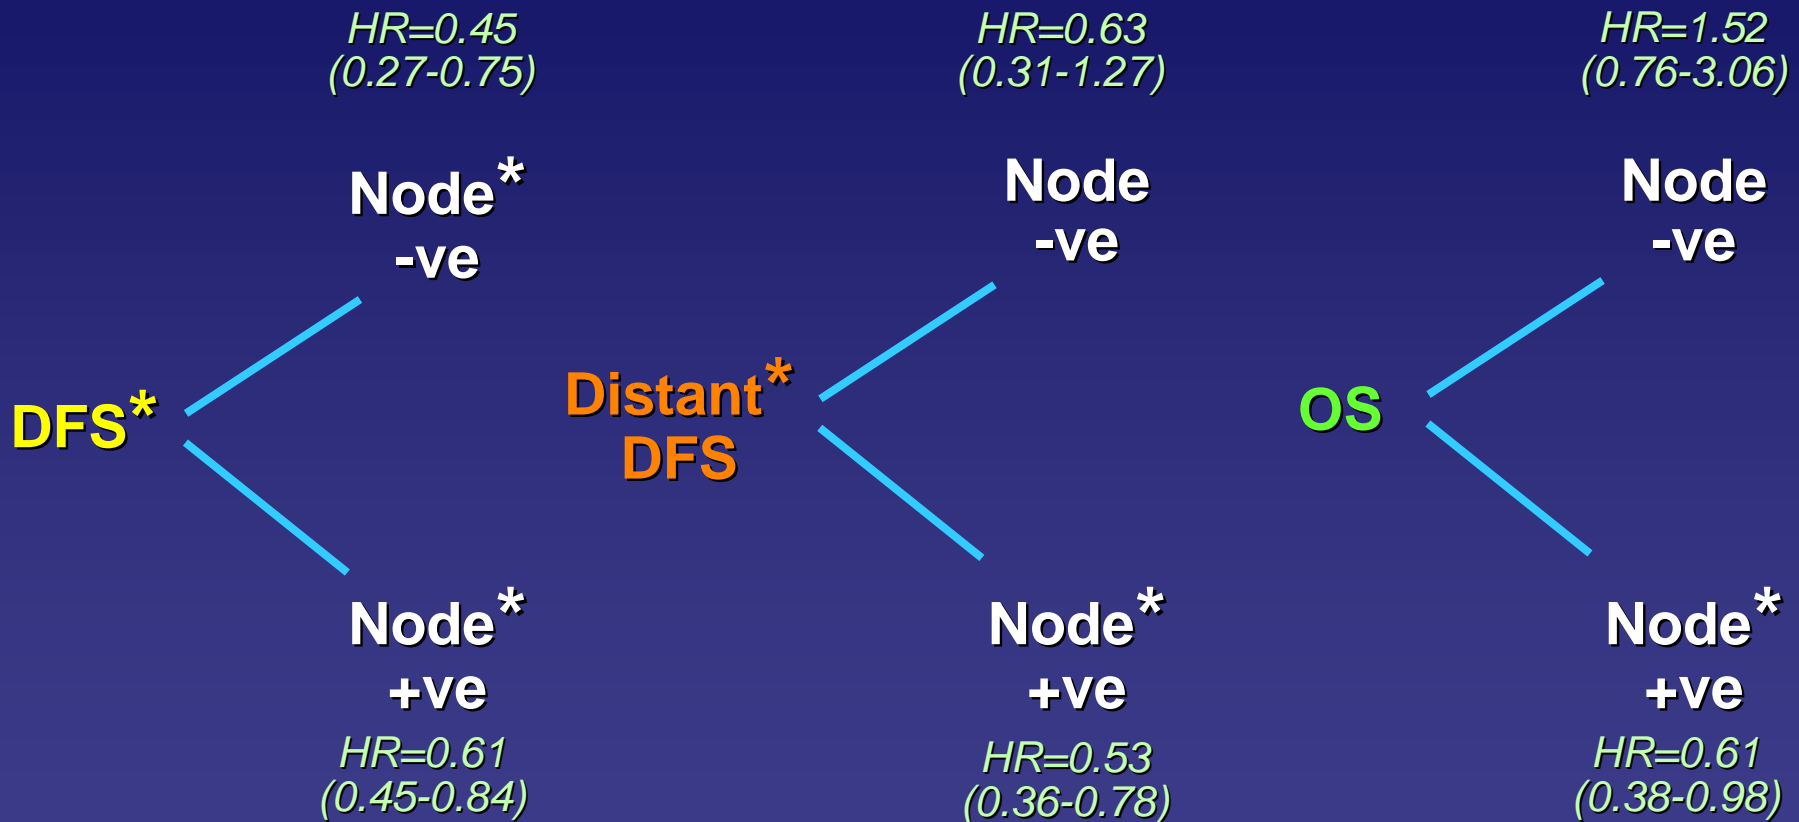 HR=0.45
(0.27-0.75)
Node*
-ve
DFS*
Node*
+ve
HR=0.61
(0.45-0.84)
HR=0.63
(0.31-1.27)
Node
-ve
Distant*
DFS
Node*
+ve
HR=0.53
(0.36-0.78)
HR=1.52
(0.76-3.06)
Node
-ve
OS
Node*
+ve
HR=0.61
(0.38-0.98)